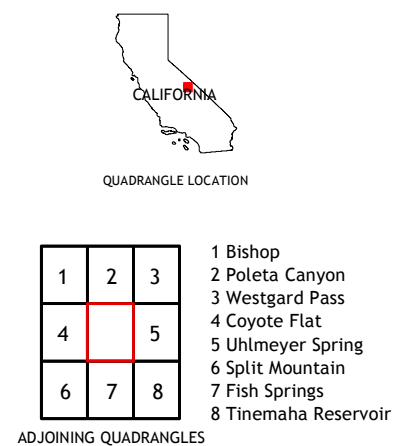 CALIFORNIA
QUADRANGLE LOCATION
1 2 3
4 5
6 7 8
1 Bishop
2 Poleta Canyon
3 Westgard Pass
4 Coyote Flat
5 Uhlmeyer Spring
6 Split Mountain
7 Fish Springs
8 Tinemaha Reservoir
ADJOINING QUADRANGLES